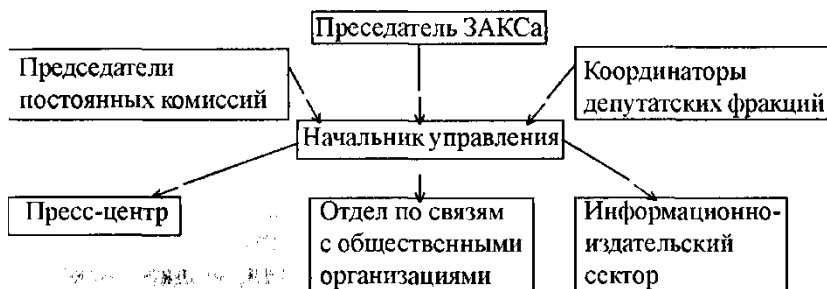 Преседатель ЗАКСа
Председатели
постоянных комиссий
Координаторы
депутатских фракций
Начальник управления
Пресс-центр
Отдел по связям
с общественными
организациями
Информационно-
издательский
сектор